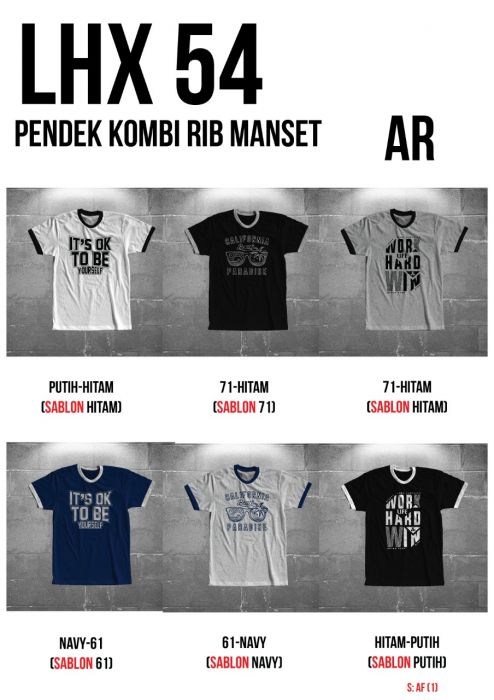 LHX 54
PENDEK KOMBI RIB MANSET
AR
IT'S OK
TO BE
YOURSELF
CALIFORNIA
PARADISE
WORK
LIFE
HARD
WIN
PUTIH-HITAM
(SABLON HITAM)
71-HITAM
(SABLON 71)
71-HITAM
(SABLON HITAM)
IT'S OK
TO BE
YOURSELF
CALIFORNIA
PARADISE
WORK
LIFE
HARD
WIN
NAVY-61
(SABLON 61)
61-NAVY
(SABLON NAVY)
HITAM-PUTIH
(SABLON PUTIH)
S: AF (1)